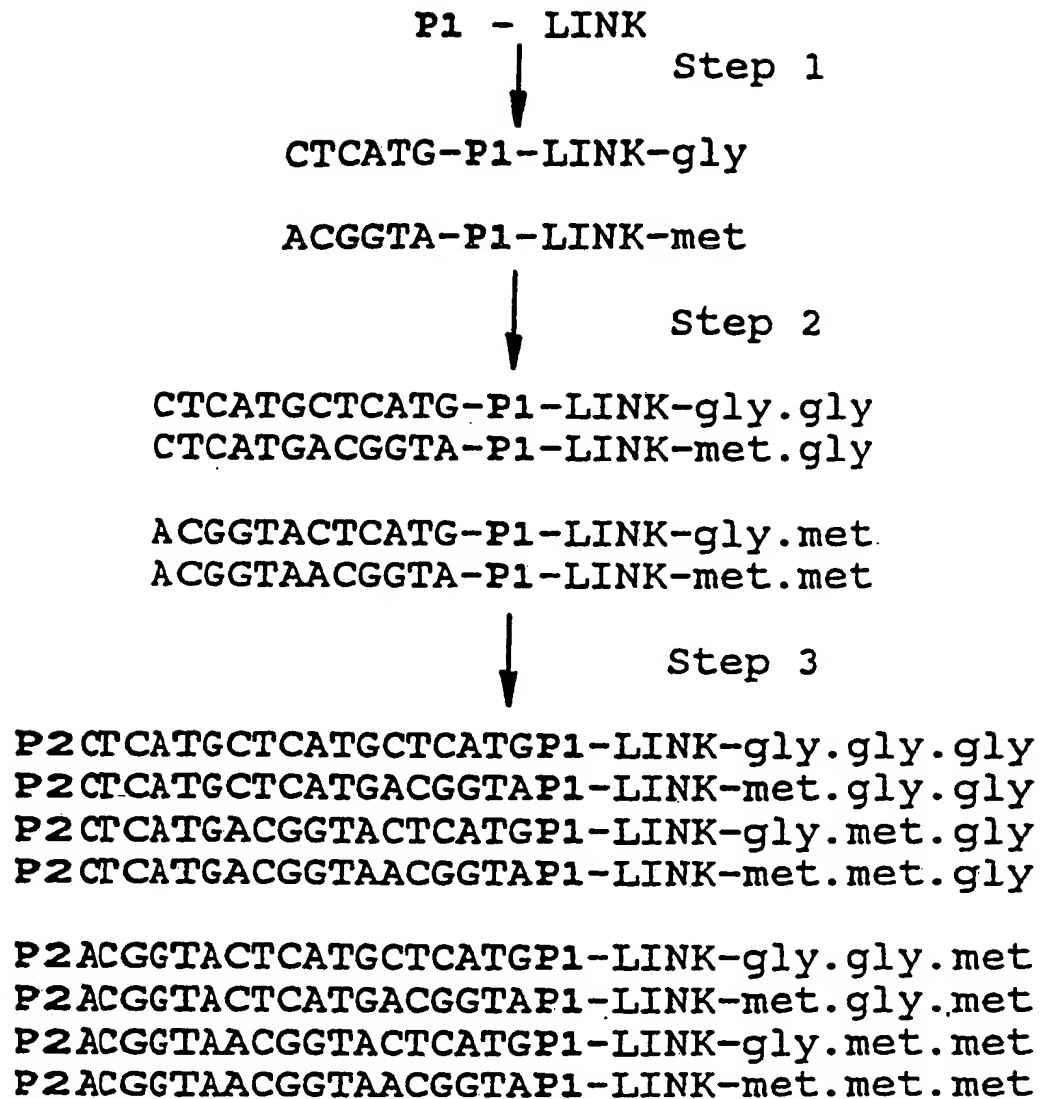 P1 - LINK
Step 1
CTCATG-P1-LINK-gly
ACGGTA-P1-LINK-met
Step 2
CTCATGCTCATG-P1-LINK-gly.gly
CTCATGACGGTA-P1-LINK-met.gly
ACGGTACTCATG-P1-LINK-gly.met
ACGGTAACGGTA-P1-LINK-met.met
Step 3
P2CTCATGCTCATGCTCATGP1-LINK-gly.gly.gly
P2CTCATGCTCATGACGGTAP1-LINK-met.gly.gly
P2CTCATGACGGTACTCATGP1-LINK-gly.met.gly
P2CTCATGACGGTAACGGTAP1-LINK-met.met.gly
P2ACGGTACTCATGCTCATGP1-LINK-gly.gly.met
P2ACGGTACTCATGACGGTAP1-LINK-met.gly.met
P2ACGGTAACGGTACTCATGP1-LINK-gly.met.met
P2ACGGTAACGGTAACGGTAP1-LINK-met.met.met